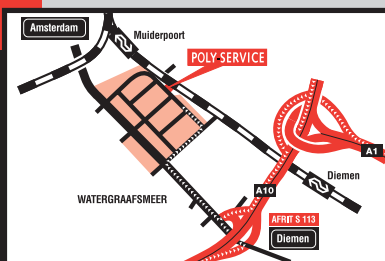 Amsterdam
Muiderpoort
POLY-SERVICE
A1
Diemen
A10
WATERGRAAFSMEER
AFRIT S 113
Diemen